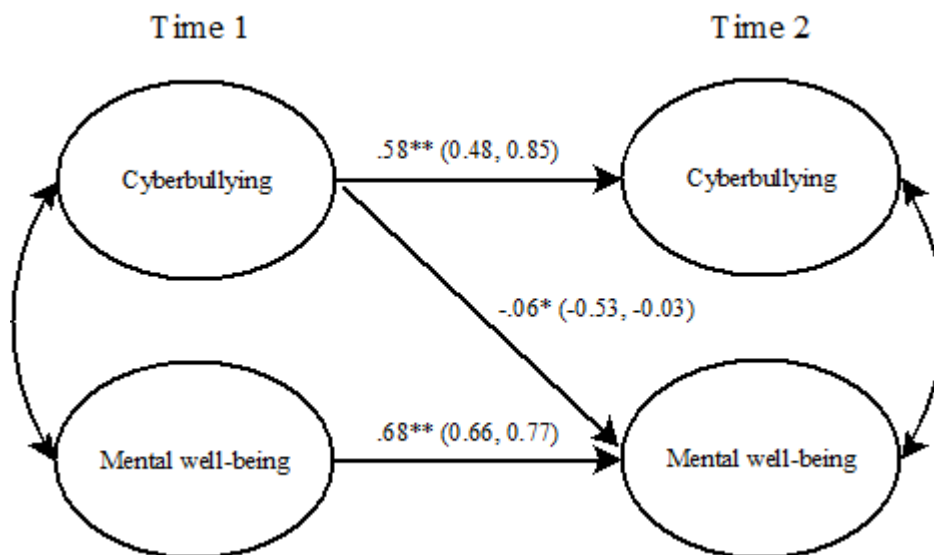 Time 1
Time 2
.58** (0.48, 0.85)
Cyberbullying
Cyberbullying
-.06* (-0.53, -0.03)
.68** (0.66, 0.77)
Mental well-being
Mental well-being